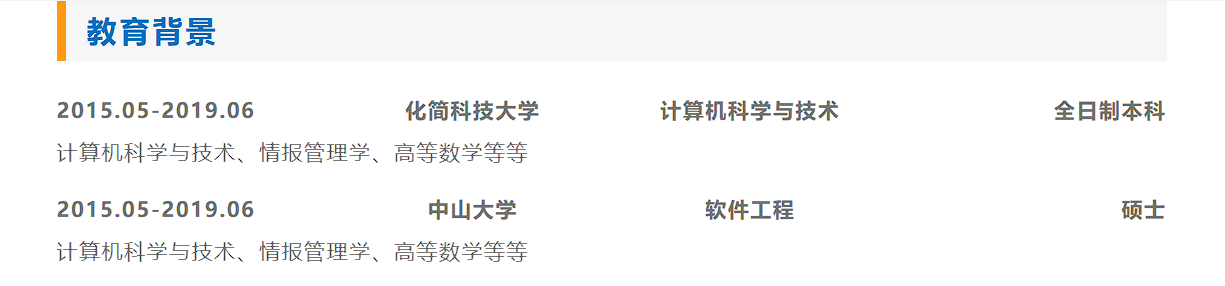 教育背景
2015.05-2019.06 化简科技大学 计算机科学与技术 全日制本科
计算机科学与技术、情报管理学、高等数学等等
2015.05-2019.06 中山大学 软件工程 硕士
计算机科学与技术、情报管理学、高等数学等等